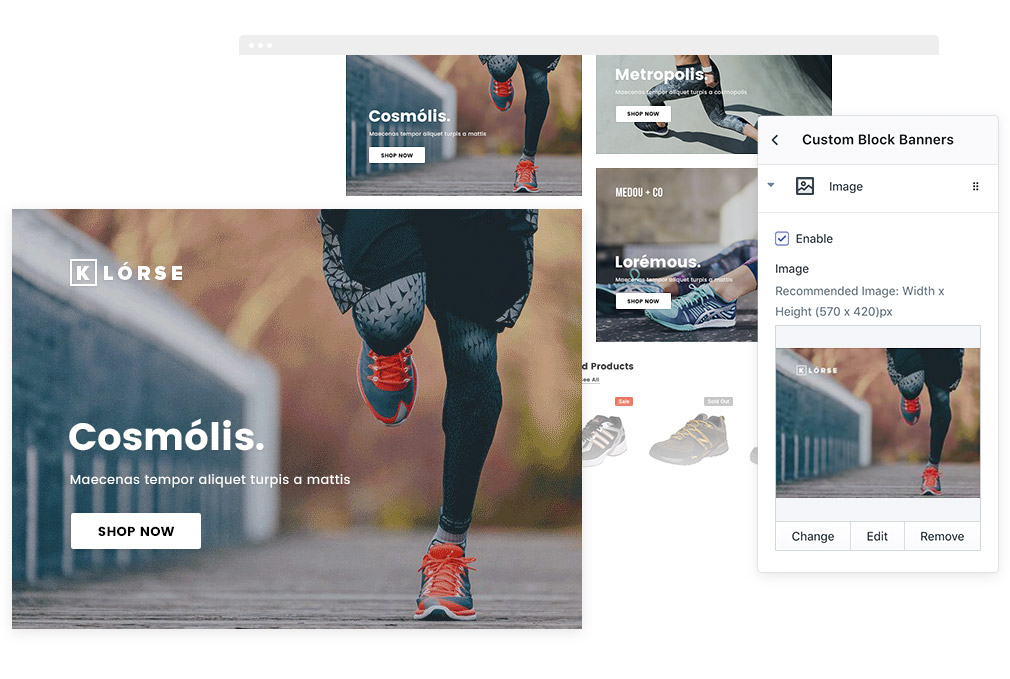 Cosmólis.
Maecenas tempor aliquet turpis a mattis
SHOP NOW
Metropolis.
Maecenas tempor aliquet turpis a cosmopolis
SHOP NOW
MEDOU + CO
Lorémous.
Maecenas tempor aliquet turpis a mattis
SHOP NOW
K LÓRSE
Cosmólis.
Maecenas tempor aliquet turpis a mattis
SHOP NOW
d Products
See All
Sale
Sold Out
Custom Block Banners
Image
Enable
Image
Recommended Image: Width x
Height (570 x 420)px
K LÓRSE
Change Edit Remove